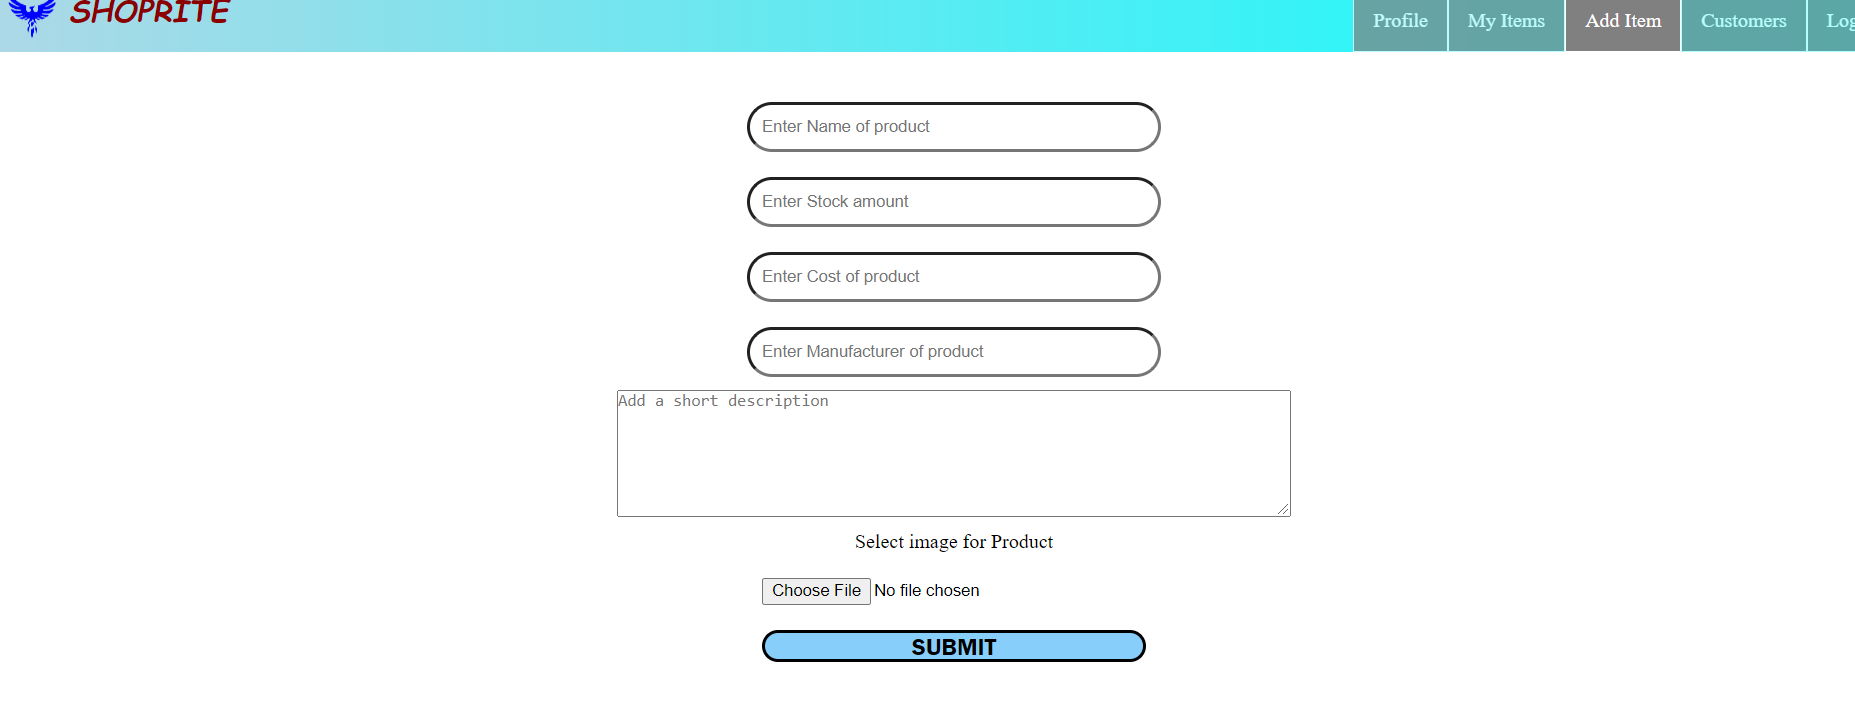 SHOPRITE
Profile My Items Add Item Customers Log
Enter Name of product
Enter Stock amount
Enter Cost of product
Enter Manufacturer of product
Add a short description
Select image for Product
Choose File No file chosen
SUBMIT